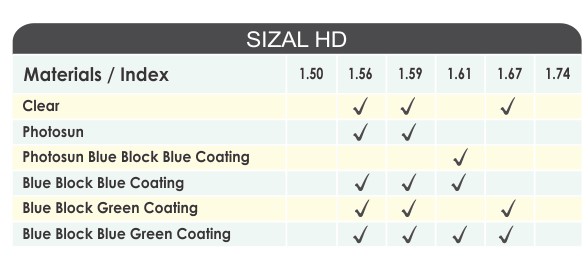 SIZAL HD
Materials / Index 1.50 1.56 1.59 1.61 1.67 1.74
Clear ✓ ✓ ✓
Photosun ✓ ✓
Photosun Blue Block Blue Coating ✓
Blue Block Blue Coating ✓ ✓ ✓
Blue Block Green Coating ✓ ✓ ✓
Blue Block Blue Green Coating ✓ ✓ ✓ ✓